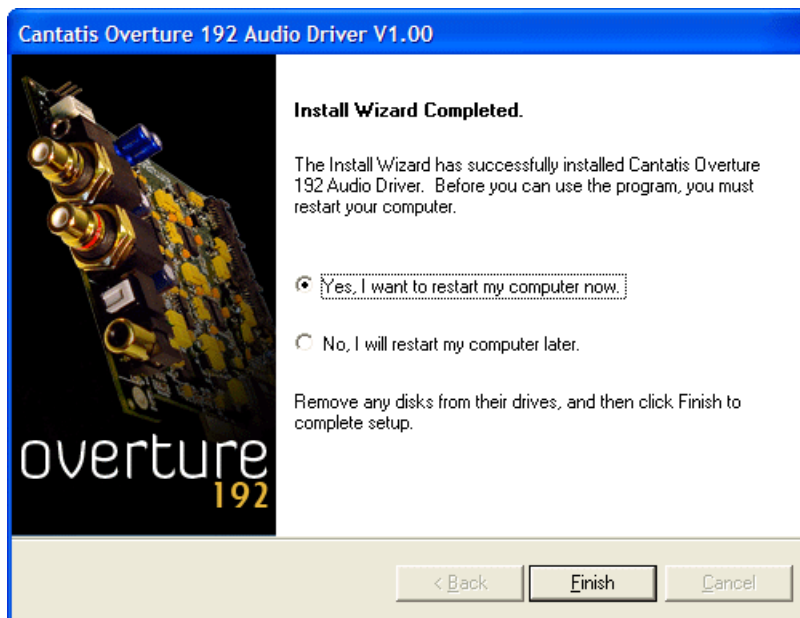 Cantatis Overture 192 Audio Driver V1.00
Install Wizard Completed.
The Install Wizard has successfully installed Cantatis Overture
192 Audio Driver. Before you can use the program, you must
restart your computer.
Yes, I want to restart my computer now.
No, I will restart my computer later.
Remove any disks from their drives, and then click Finish to
complete setup.
overture
192
< Back
Finish
Cancel